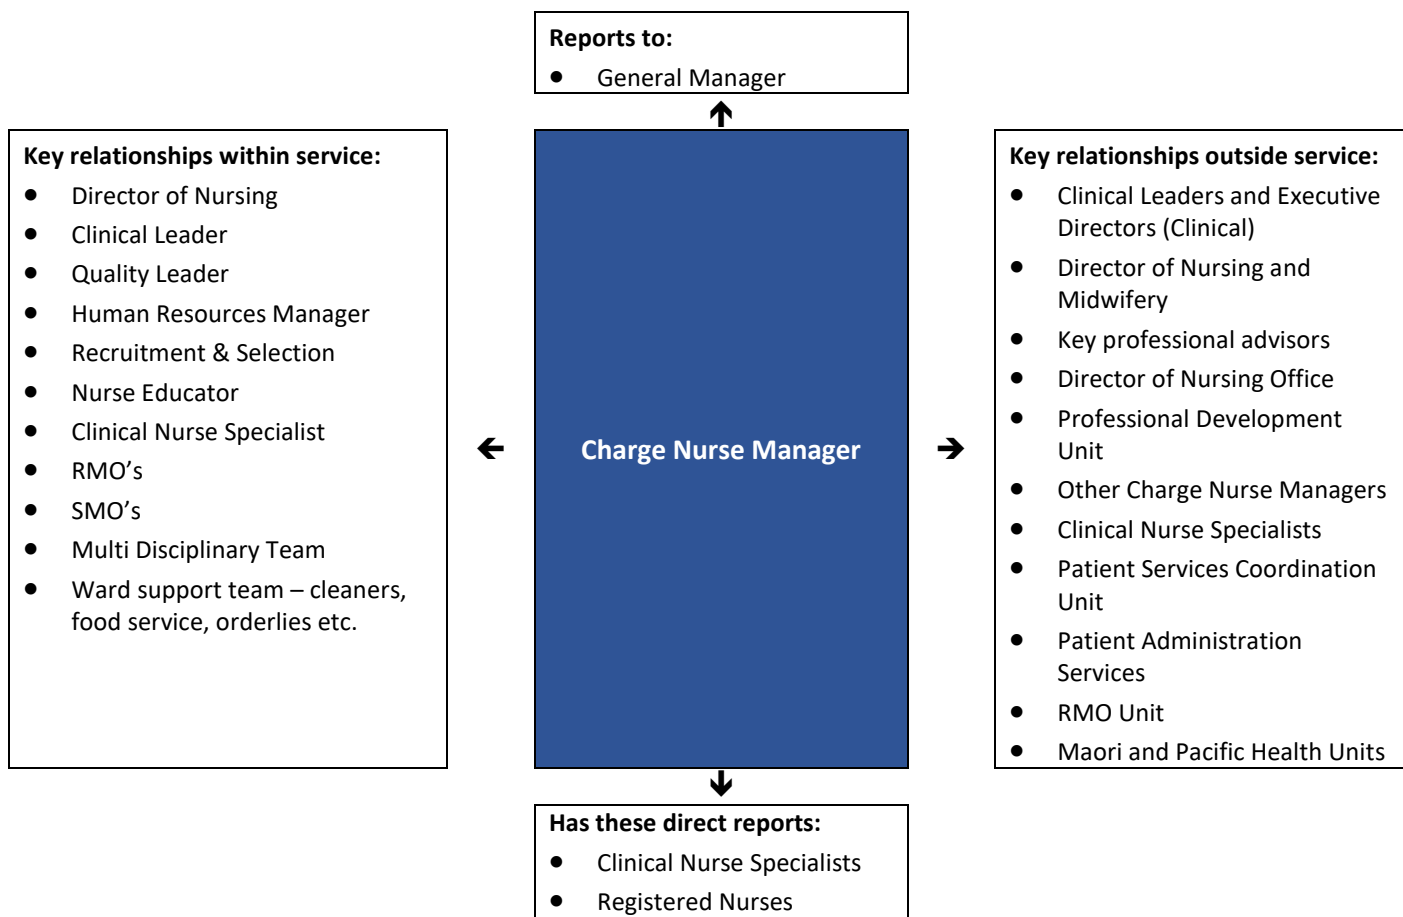 Reports to:
● General Manager
Key relationships within service:
● Director of Nursing
● Clinical Leader
● Quality Leader
● Human Resources Manager
● Recruitment & Selection
● Nurse Educator
● Clinical Nurse Specialist
● RMO’s
● SMO’s
● Multi Disciplinary Team
● Ward support team – cleaners,
food service, orderlies etc.
Charge Nurse Manager
Key relationships outside service:
● Clinical Leaders and Executive
Directors (Clinical)
● Director of Nursing and
Midwifery
● Key professional advisors
● Director of Nursing Office
● Professional Development
Unit
● Other Charge Nurse Managers
● Clinical Nurse Specialists
● Patient Services Coordination
Unit
● Patient Administration
Services
● RMO Unit
● Maori and Pacific Health Units
Has these direct reports:
● Clinical Nurse Specialists
● Registered Nurses